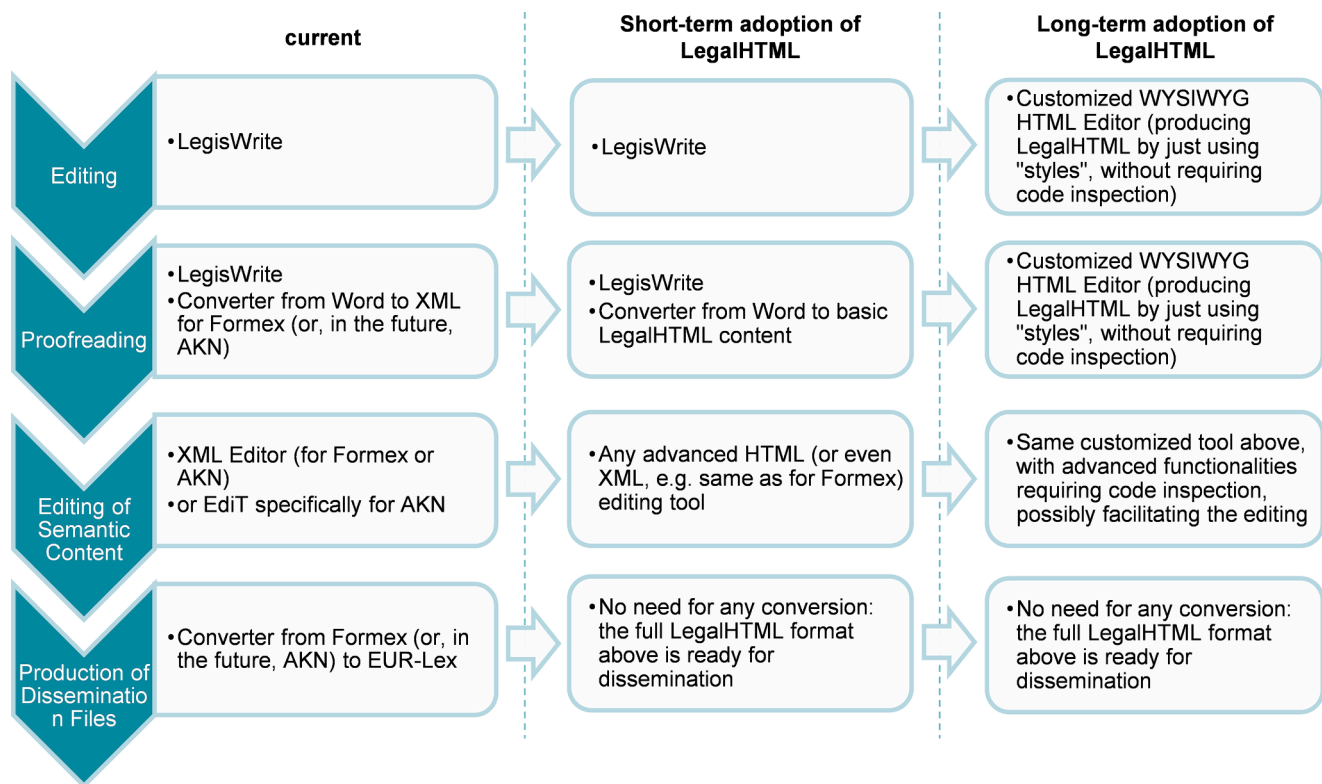 current
Short-term adoption of
LegalHTML
Long-term adoption of
LegalHTML
Editing
•LegisWrite
•LegisWrite
•Customized WYSIWYG
HTML Editor (producing
LegalHTML by just using
"styles", without requiring
code inspection)
Proofreading
•LegisWrite
•Converter from Word to XML
for Formex (or, in the future,
AKN)
•LegisWrite
•Converter from Word to basic
LegalHTML content
•Customized WYSIWYG
HTML Editor (producing
LegalHTML by just using
"styles", without requiring
code inspection)
Editing of
Semantic
Content
•XML Editor (for Formex or
AKN)
•or EdiT specifically for AKN
•Any advanced HTML (or even
XML, e.g. same as for Formex)
editing tool
•Same customized tool above,
with advanced functionalities
requiring code inspection,
possibly facilitating the editing
Production of
Disseminatio
n Files
•Converter from Formex (or, in
the future, AKN) to EUR-Lex
•No need for any conversion:
the full LegalHTML format
above is ready for
dissemination
•No need for any conversion:
the full LegalHTML format
above is ready for
dissemination